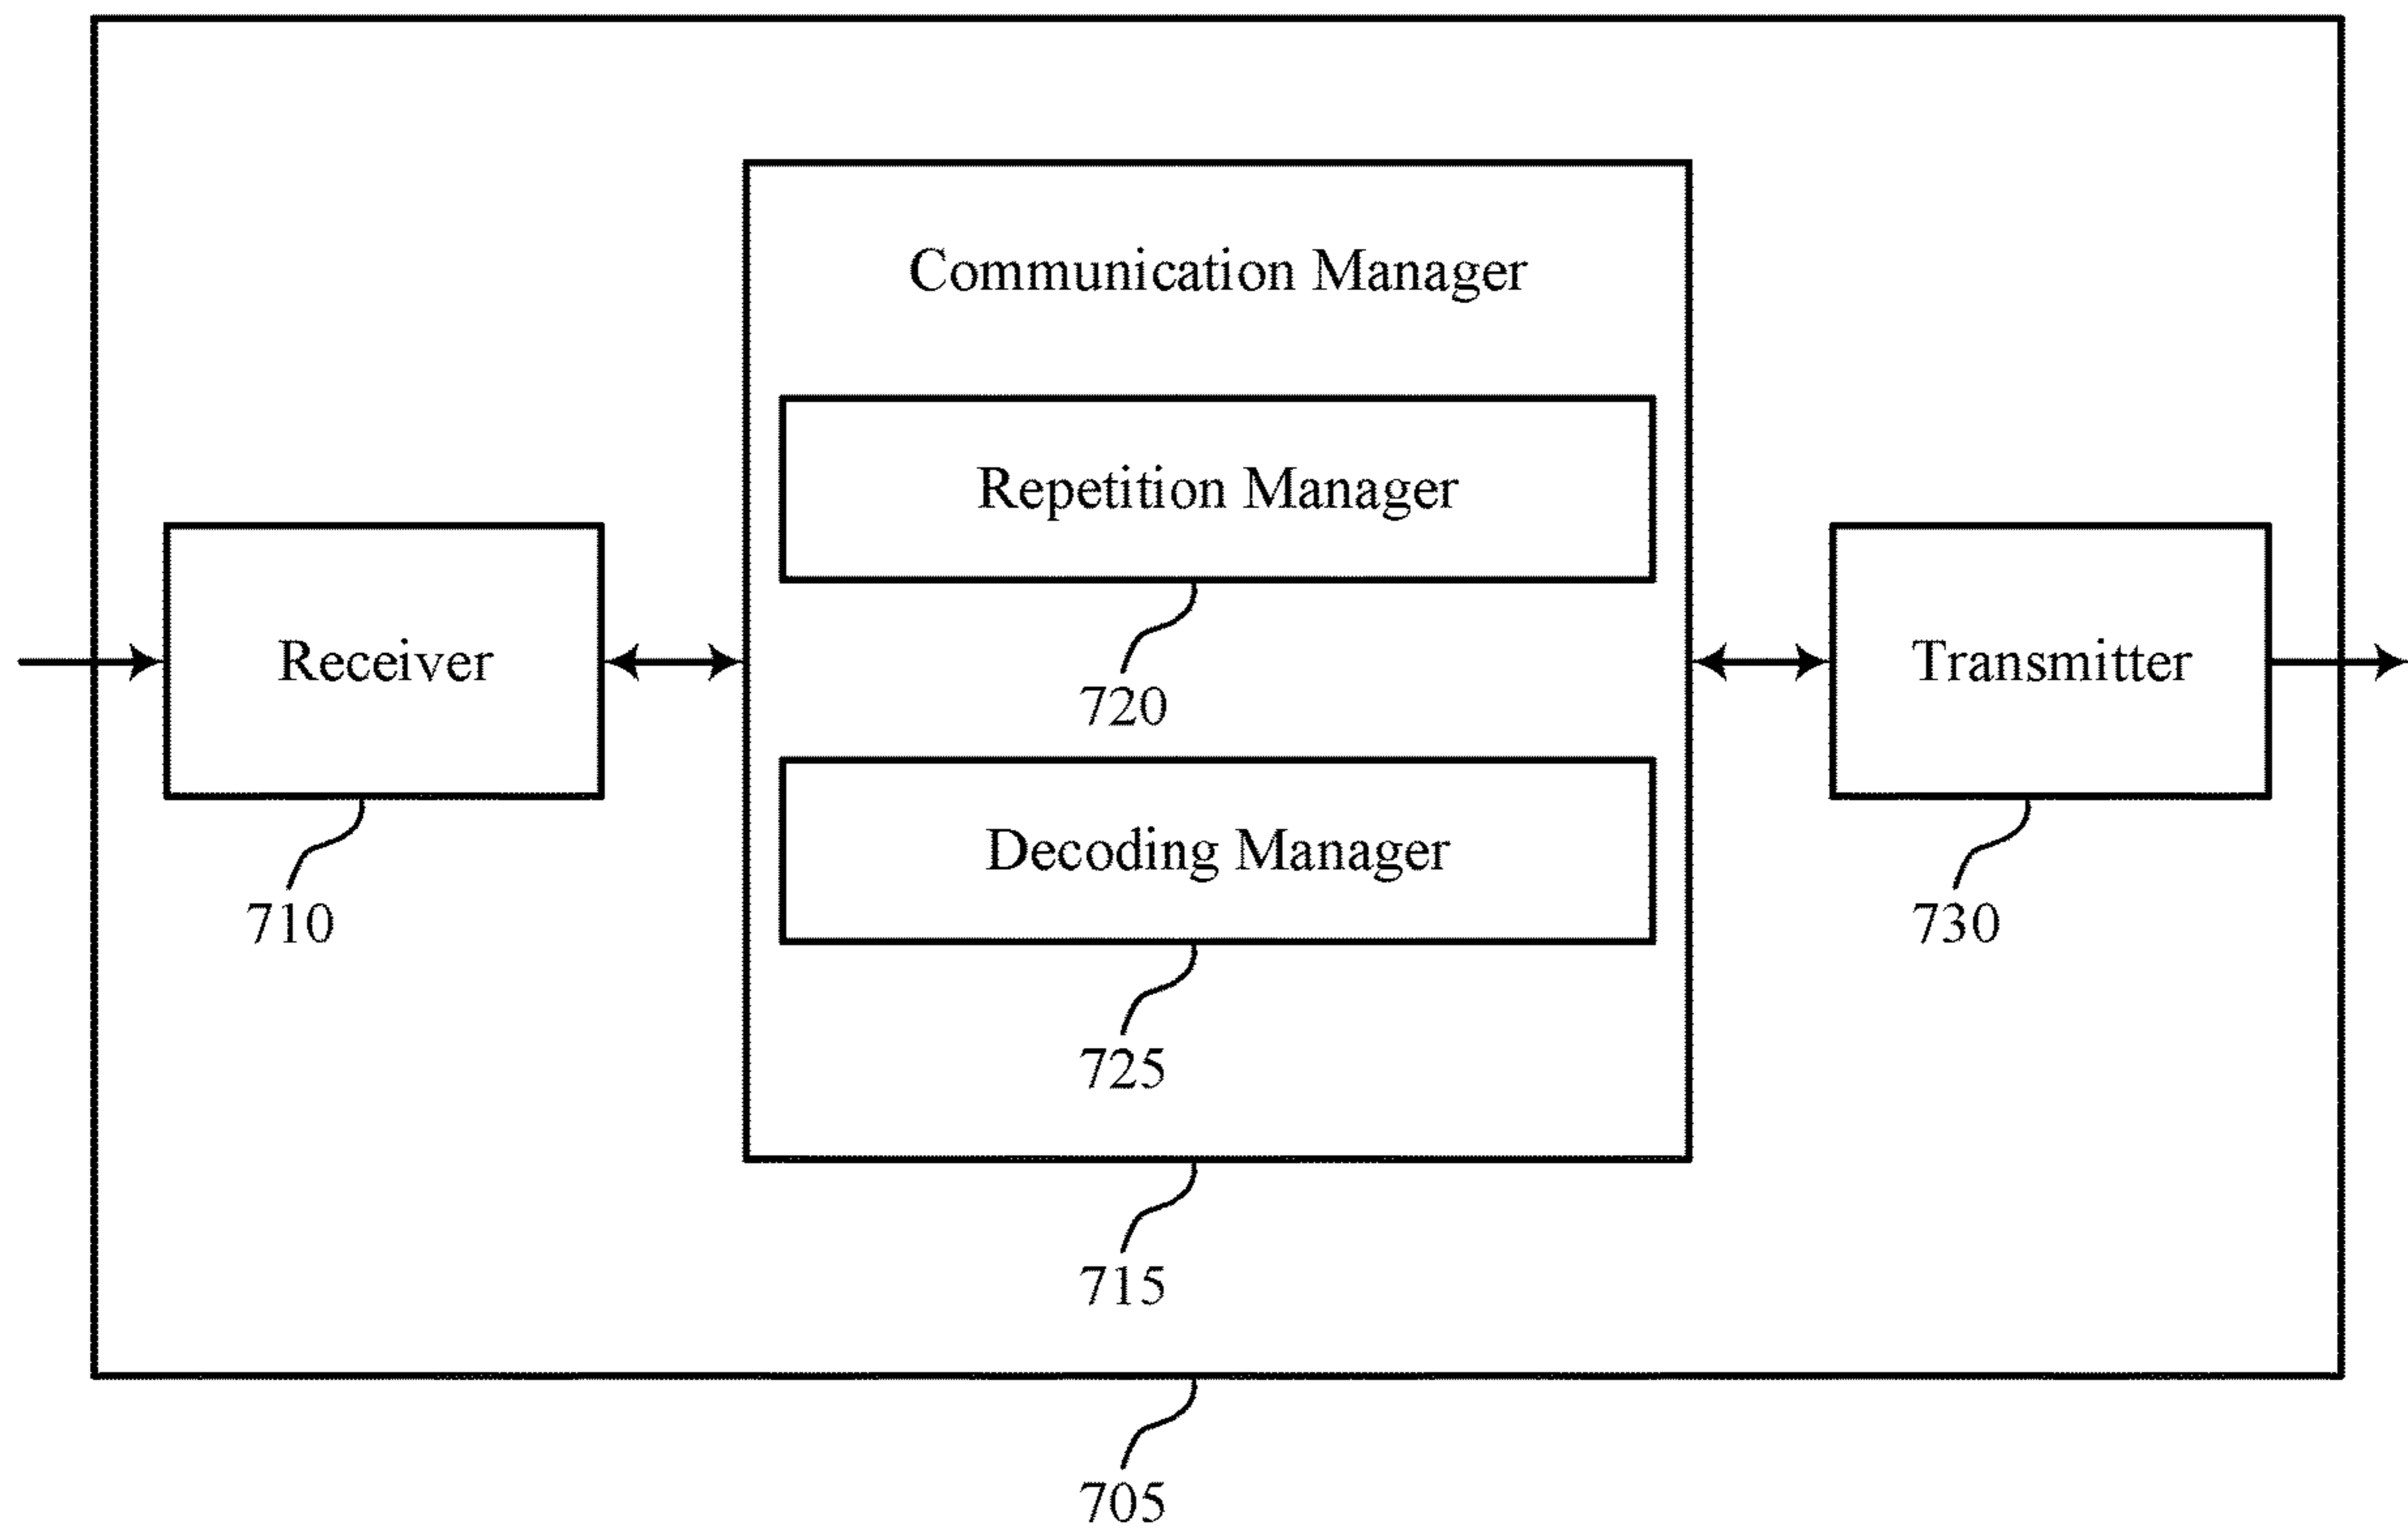 Communication Manager
Repetition Manager
720
Receiver
710
Decoding Manager
725
Transmitter
730
715
705